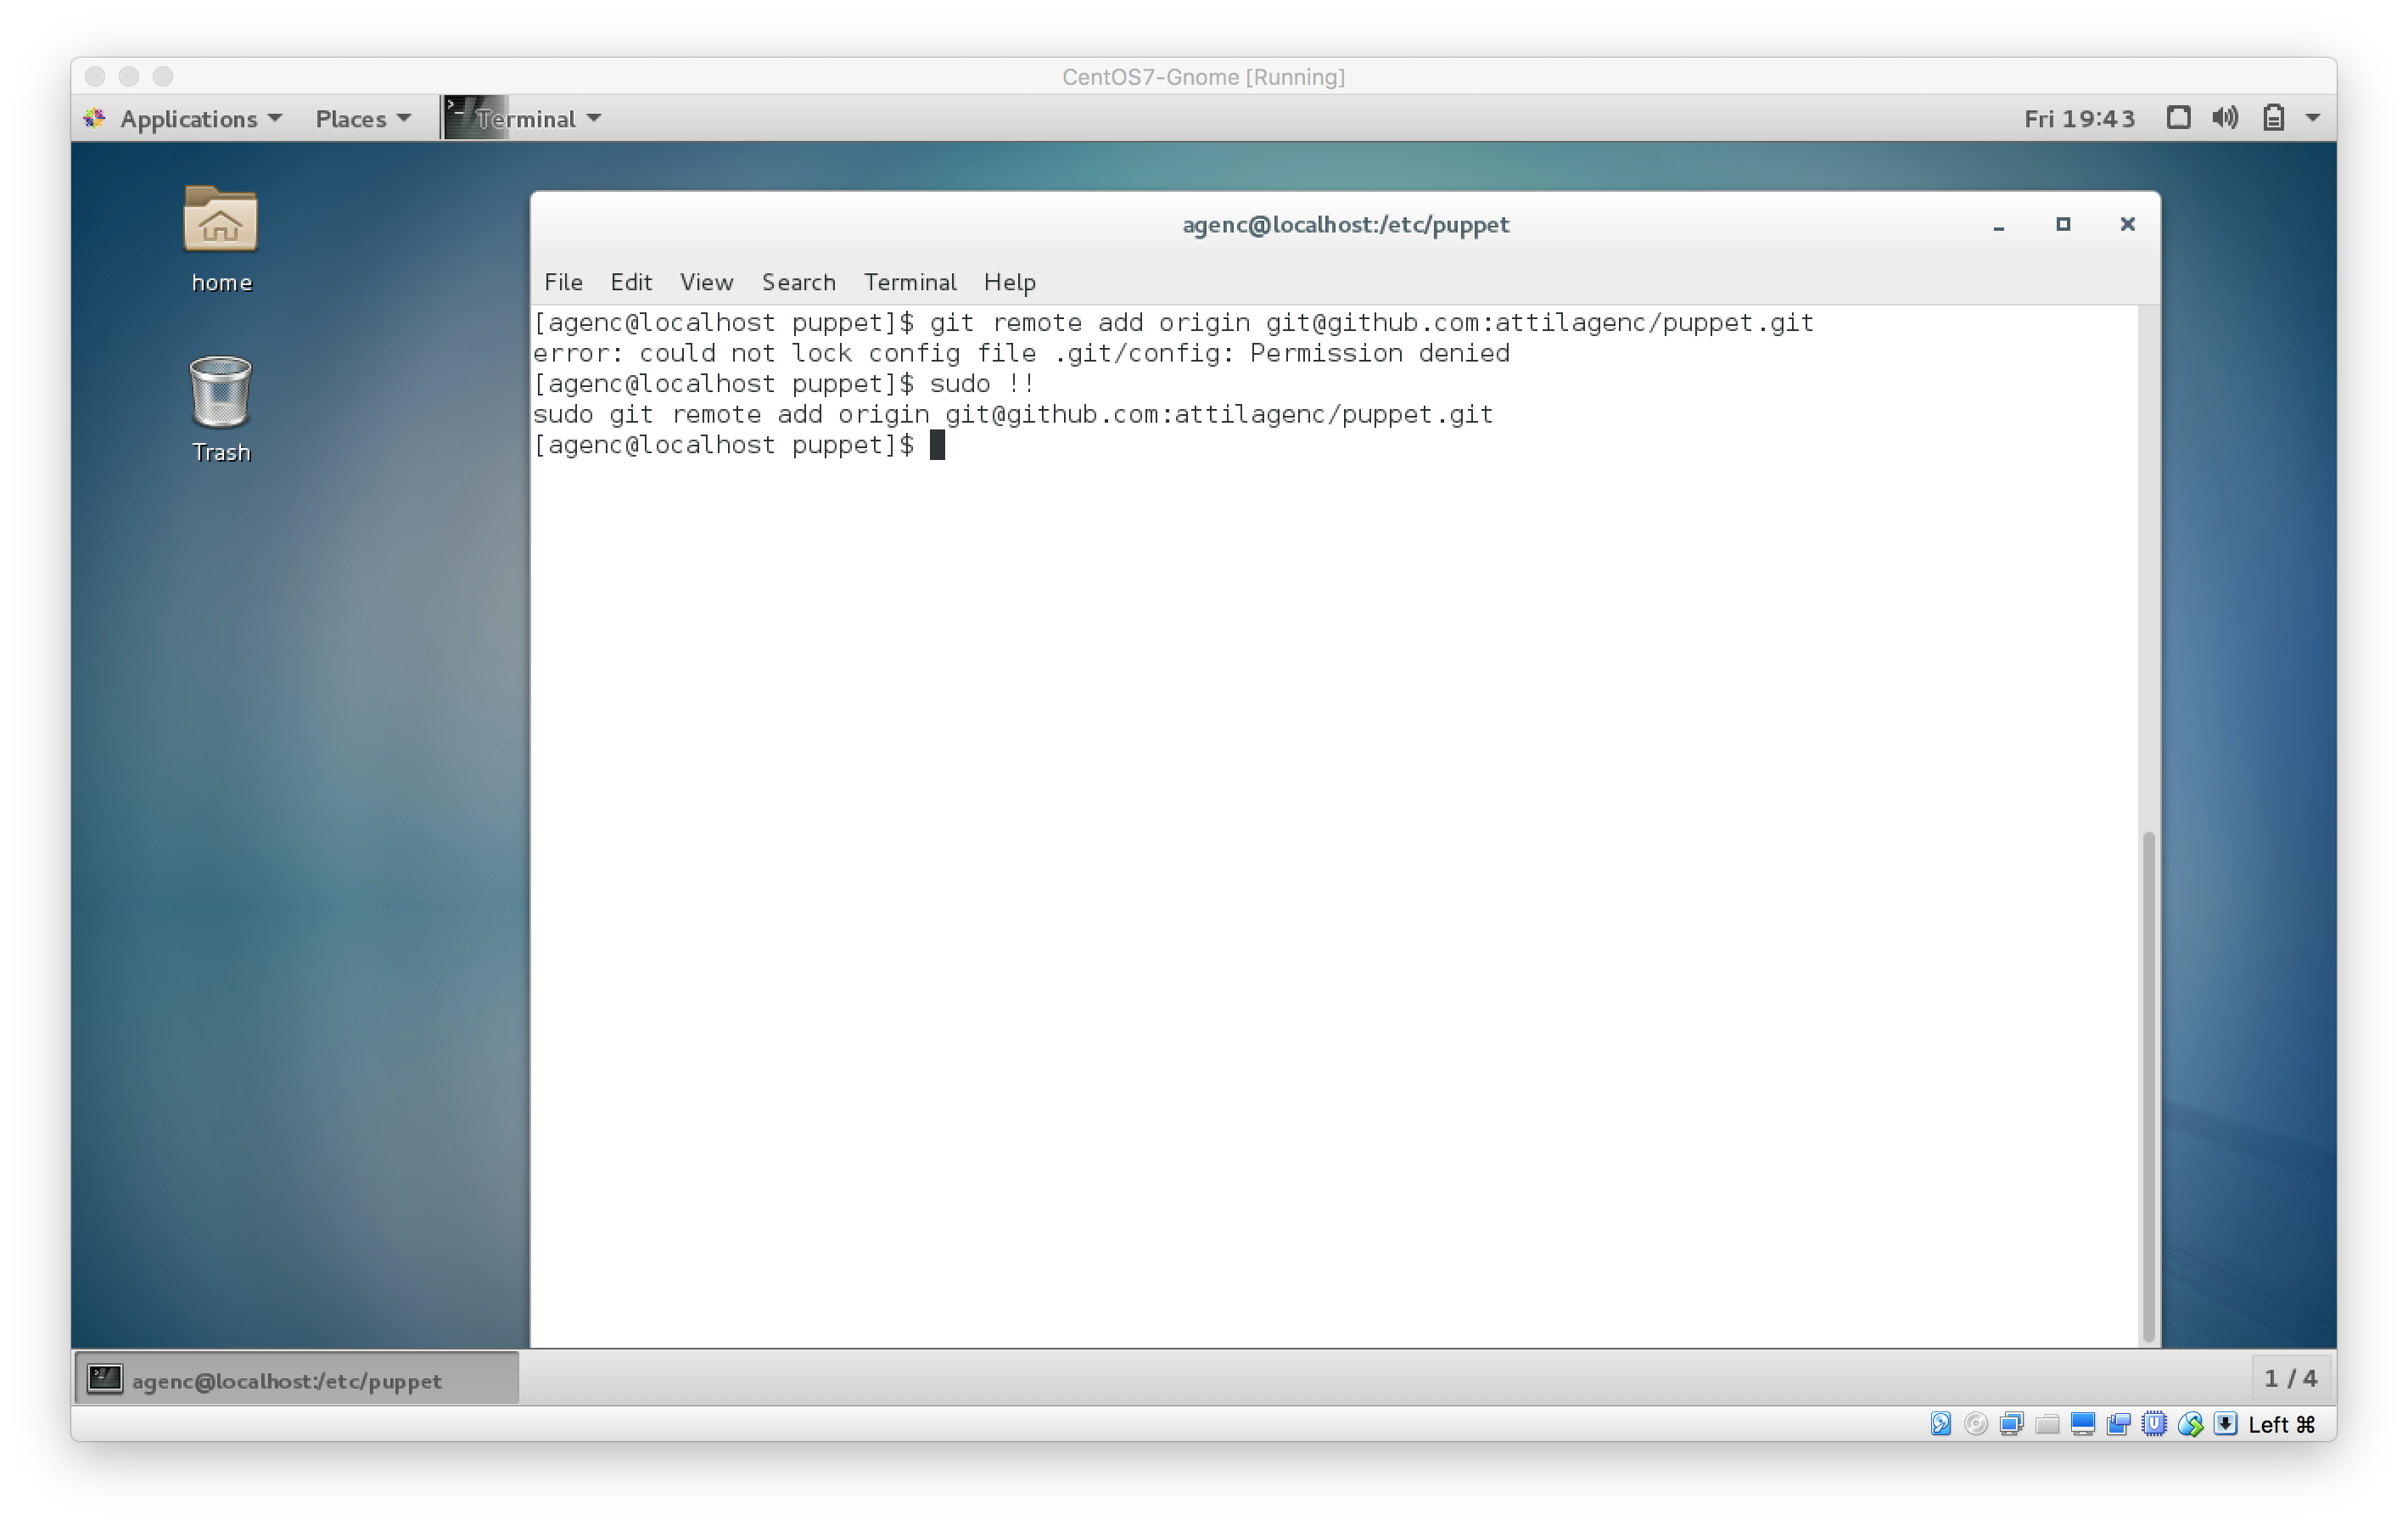 CentOS7-Gnome [Running]
Applications Places Terminal Fri 19:43
home
Trash
agenc@localhost:/etc/puppet
File Edit View Search Terminal Help
[agenc@localhost puppet]$ git remote add origin git@github.com:attilagenc/puppet.git
error: could not lock config file .git/config: Permission denied
[agenc@localhost puppet]$ sudo !!
sudo git remote add origin git@github.com:attilagenc/puppet.git
[agenc@localhost puppet]$
agenc@localhost:/etc/puppet 1 / 4
Left ⌘